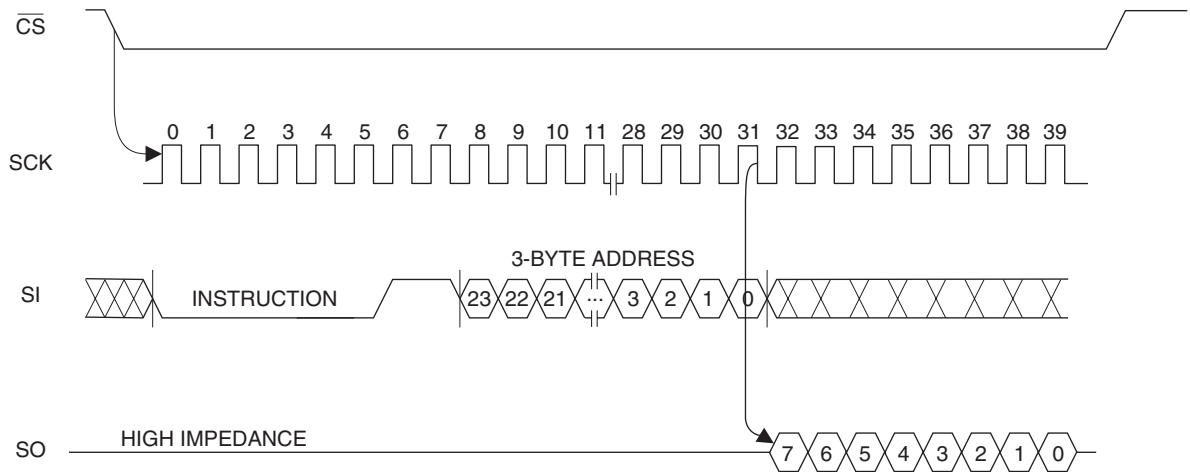 CS
0 1 2 3 4 5 6 7 8 9 10 11 28 29 30 31 32 33 34 35 36 37 38 39
SCK
3-BYTE ADDRESS
SI
INSTRUCTION
23 22 21 ... 3 2 1 0
HIGH IMPEDANCE
SO
7 6 5 4 3 2 1 0